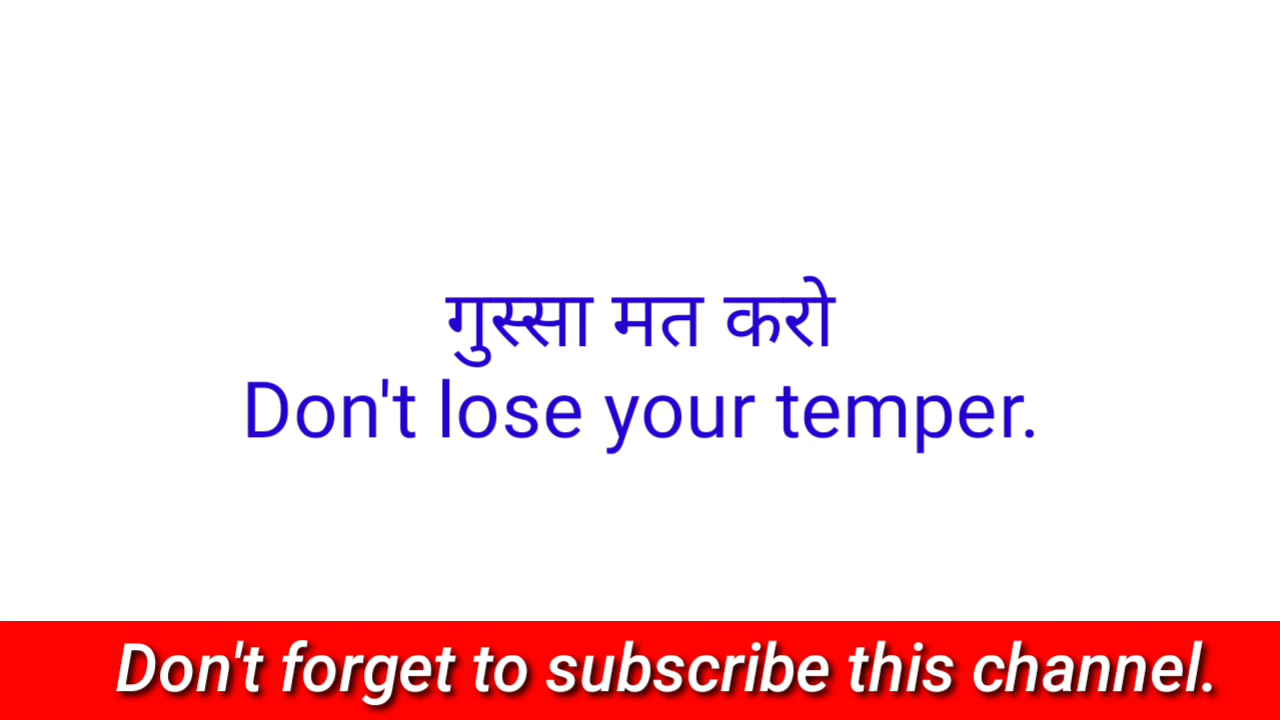 गुस्सा मत करो
Don't lose your temper.
Don't forget to subscribe this channel.